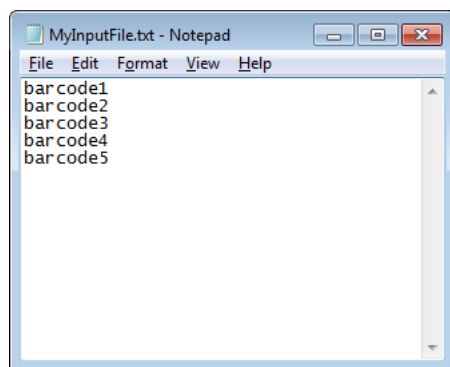 MyInputFile.txt - Notepad
File Edit Format View Help
barcode1
barcode2
barcode3
barcode4
barcode5